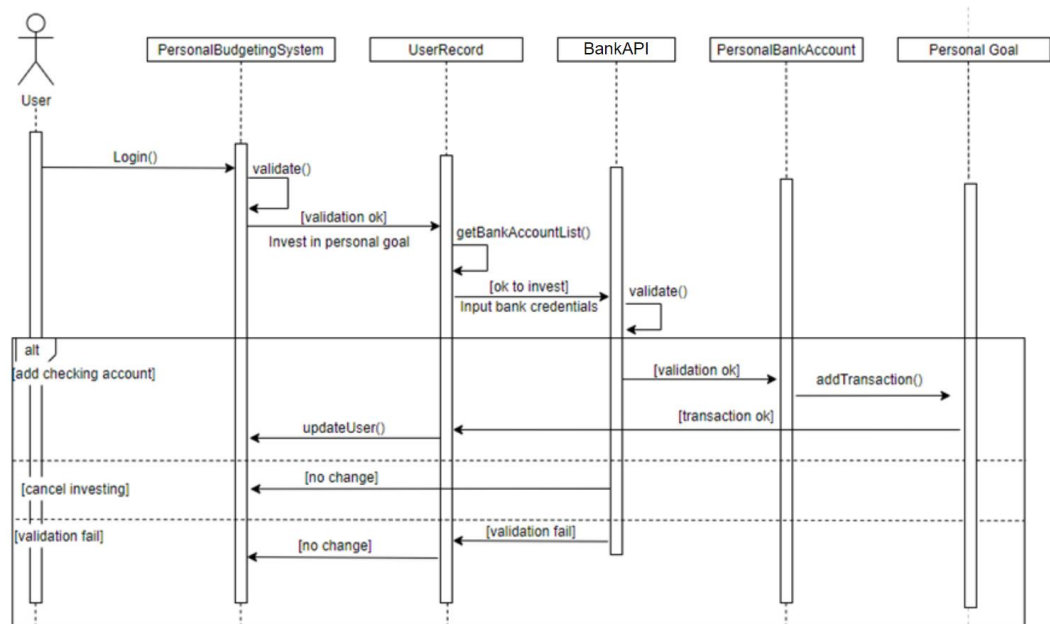 PersonalBudgetingSystem
UserRecord
BankAPI
PersonalBankAccount
Personal Goal
User
Login()
validate()
[validation ok]
Invest in personal goal
getBankAccountList()
[ok to invest]
Input bank credentials
validate()
alt
[add checking account]
[validation ok]
addTransaction()
[transaction ok]
updateUser()
[cancel investing]
[no change]
[validation fail]
[validation fail]
[no change]